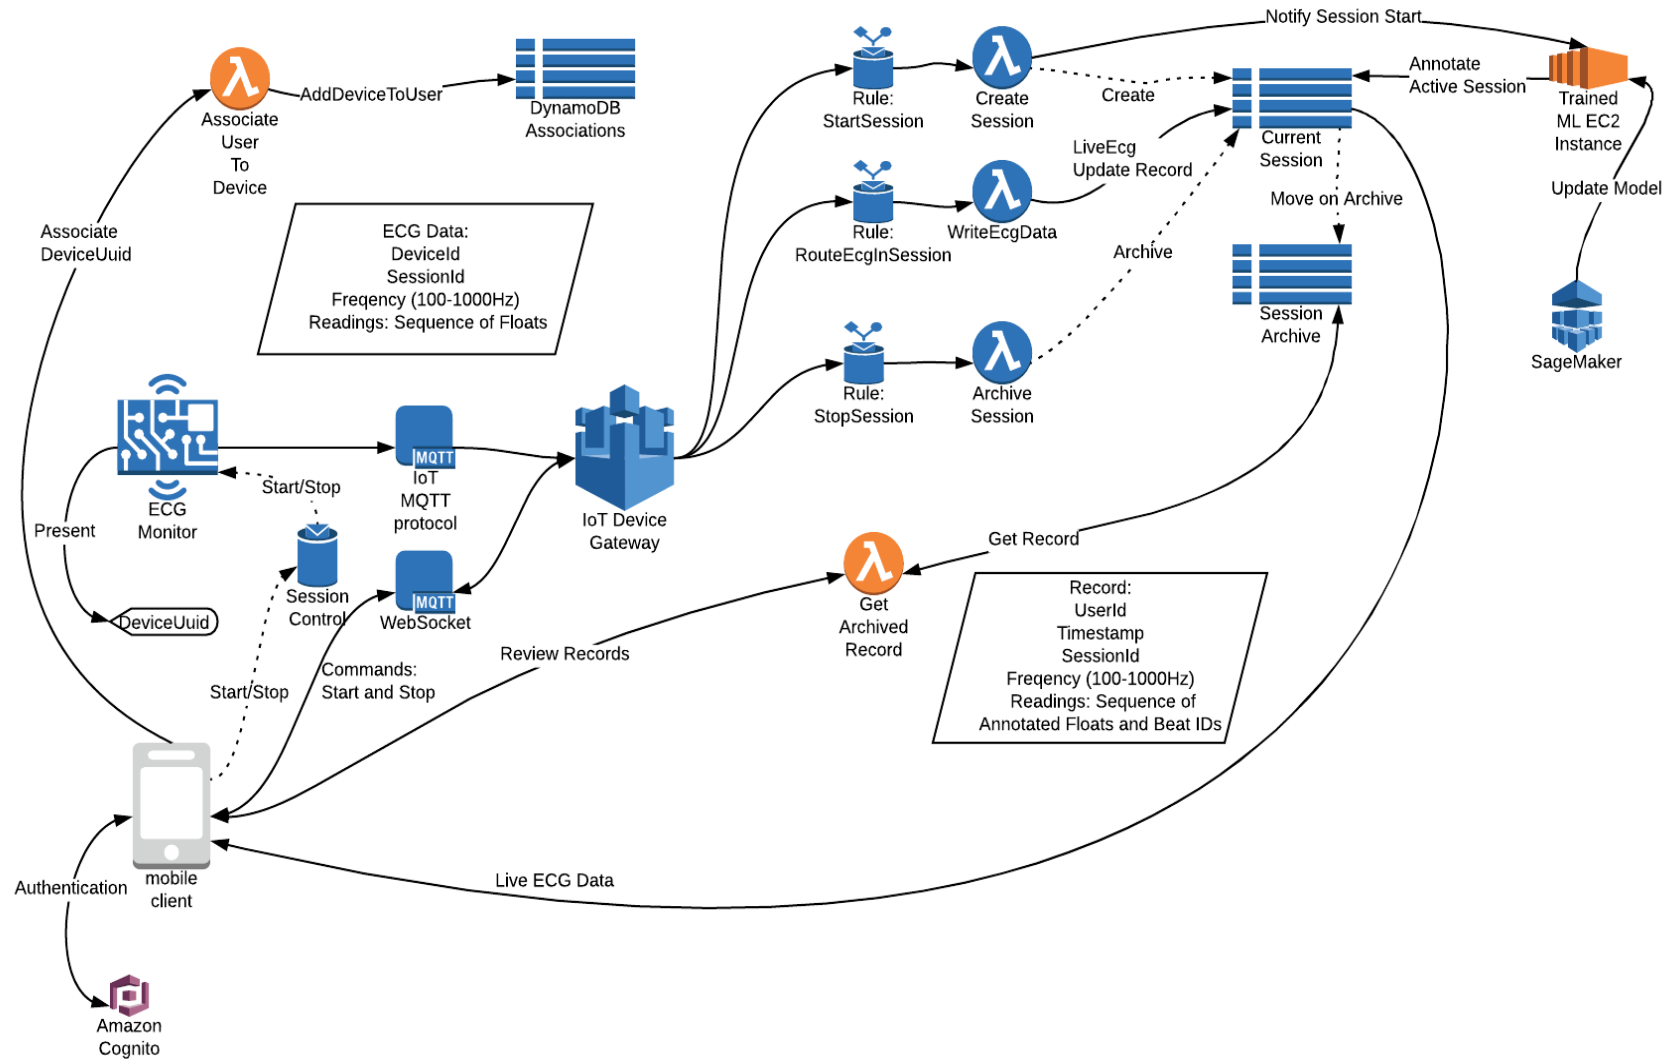 Notify Session Start
Annotate
Active Session
Trained
ML EC2
Instance
Update Model
SageMaker
Rule:
StartSession
Create
Session
Create
Current
Session
LiveEcg
Update Record
Move on Archive
Rule:
RouteEcgInSession
WriteEcgData
Archive
Session
Archive
Rule:
StopSession
Archive
Session
Associate
User
To
Device
AddDeviceToUser
DynamoDB
Associations
Associate
DeviceUuid
ECG Data:
DeviceId
SessionId
Freqency (100-1000Hz)
Readings: Sequence of Floats
ECG
Monitor
Present
DeviceUuid
Start/Stop
MQTT
IoT
MQTT
protocol
IoT Device
Gateway
Session
Control
MQTT
WebSocket
Start/Stop
Commands:
Start and Stop
Review Records
Get
Archived
Record
Get Record
Record:
UserId
Timestamp
SessionId
Freqency (100-1000Hz)
Readings: Sequence of
Annotated Floats and Beat IDs
mobile
client
Live ECG Data
Authentication
Amazon
Cognito